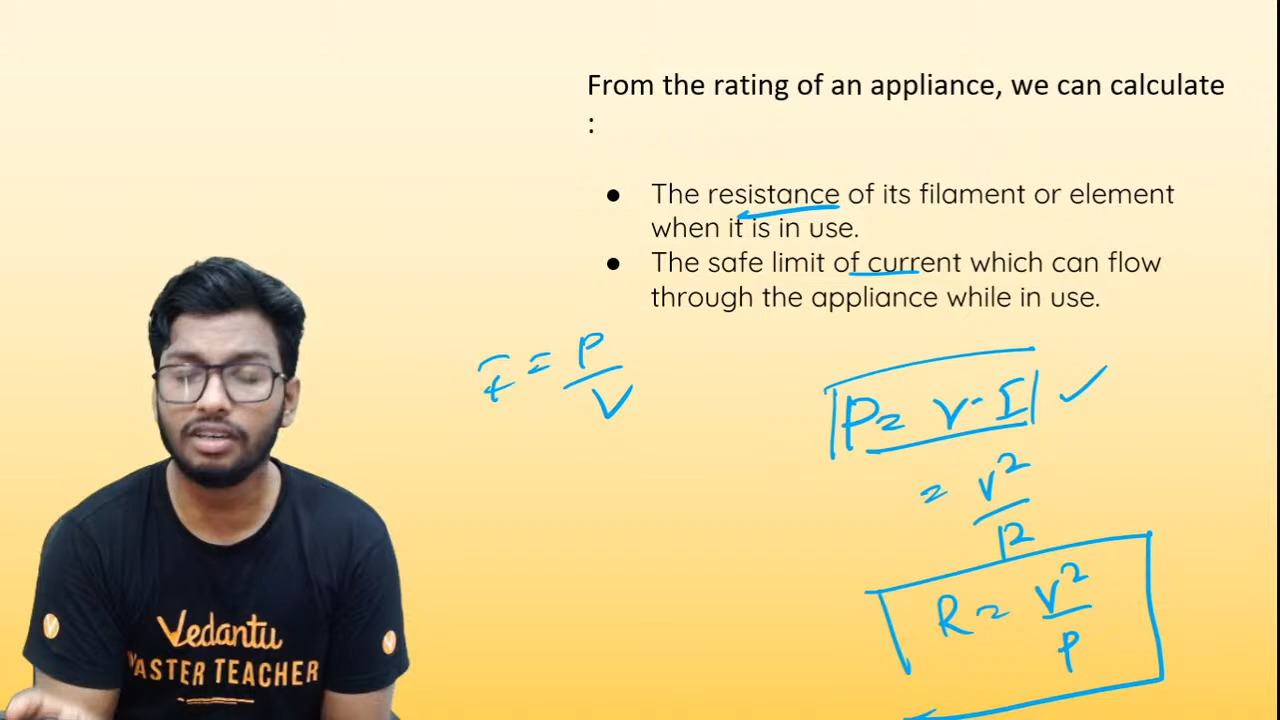 From the rating of an appliance, we can calculate
:
● The resistance of its filament or element
when it is in use.
● The safe limit of current which can flow
through the appliance while in use.
I = P/V
P = V·I ✓
= V²/R
R = V²/P
Vedantu
MASTER TEACHER